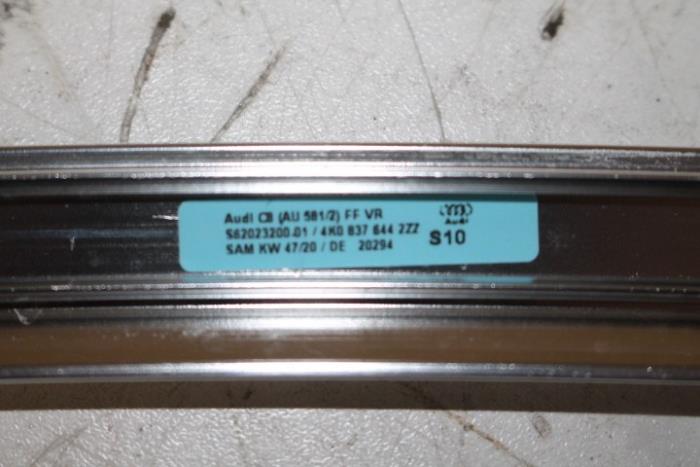 Audi C8 (AU 581/2) FF VR
S62023200-01 / 4K0 837 644 2ZZ
SAM KW 47/20 / DE 20294
Audi
S10